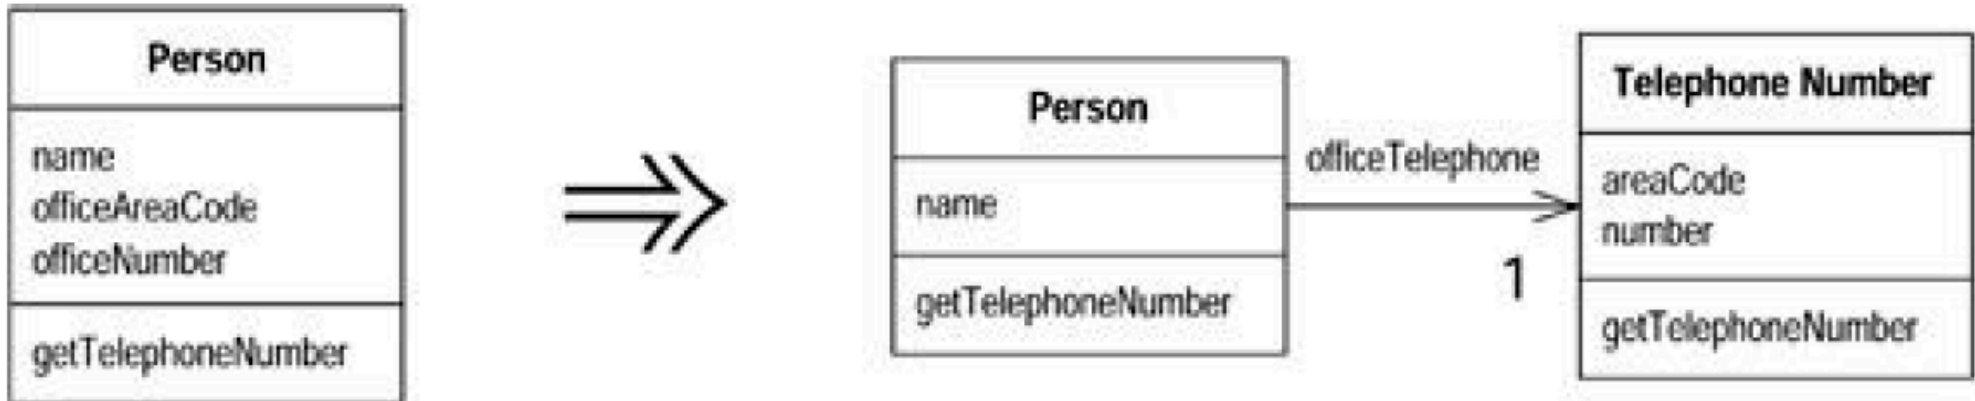 Person
name
officeAreaCode
officeNumber
getTelephoneNumber
Person
name
getTelephoneNumber
officeTelephone
1
Telephone Number
areaCode
number
getTelephoneNumber